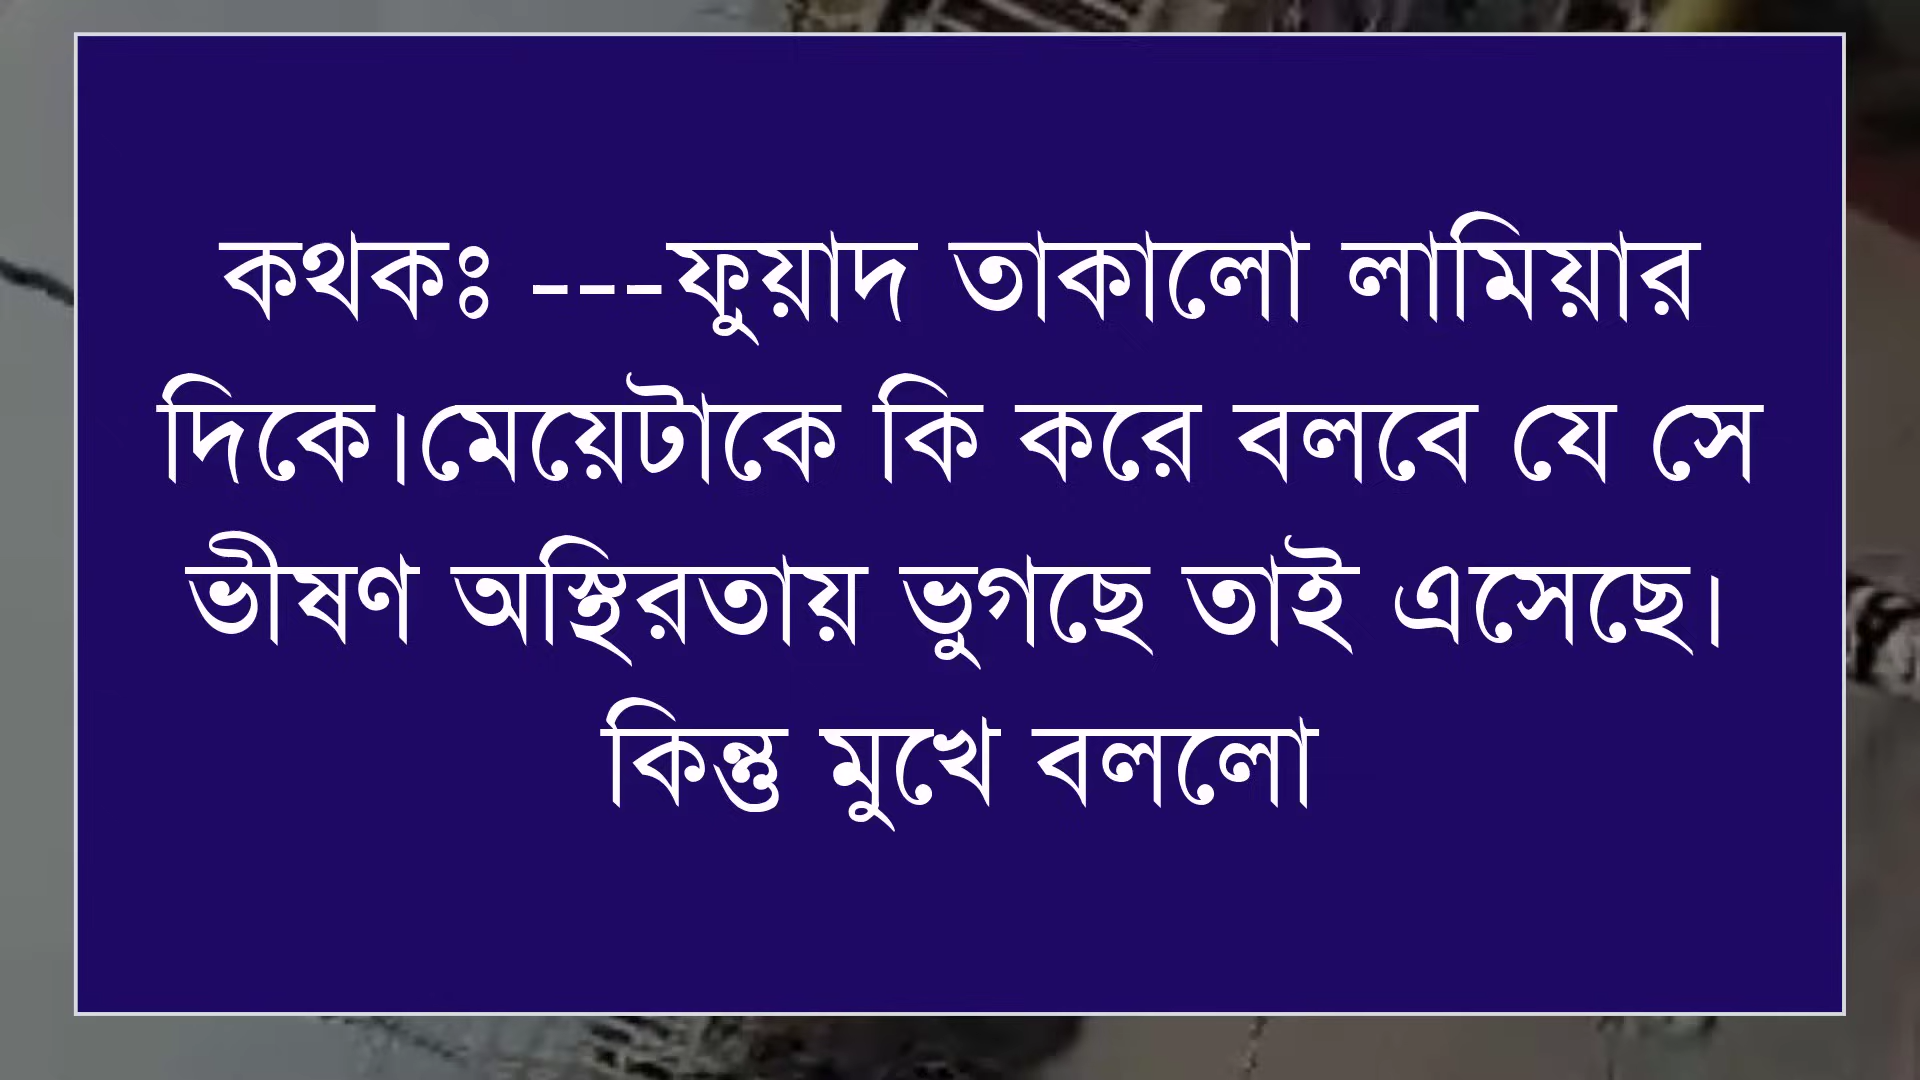 কথকঃ ---ফুয়াদ তাকালো লামিয়ার
দিকে।মেয়েটাকে কি করে বলবে যে সে
ভীষণ অস্থিরতায় ভুগছে তাই এসেছে।
কিন্তু মুখে বললো